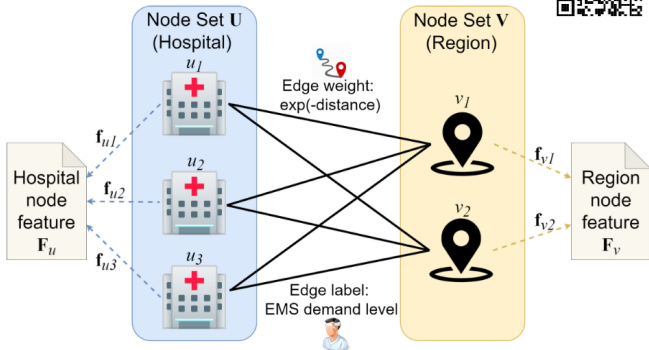 Node Set U
(Hospital)
Node Set V
(Region)
Edge weight:
exp(-distance)
u1
u2
u3
v1
v2
fu1
fu2
fu3
fv1
fv2
Hospital
node
feature
Fu
Region
node
feature
Fv
Edge label:
EMS demand level